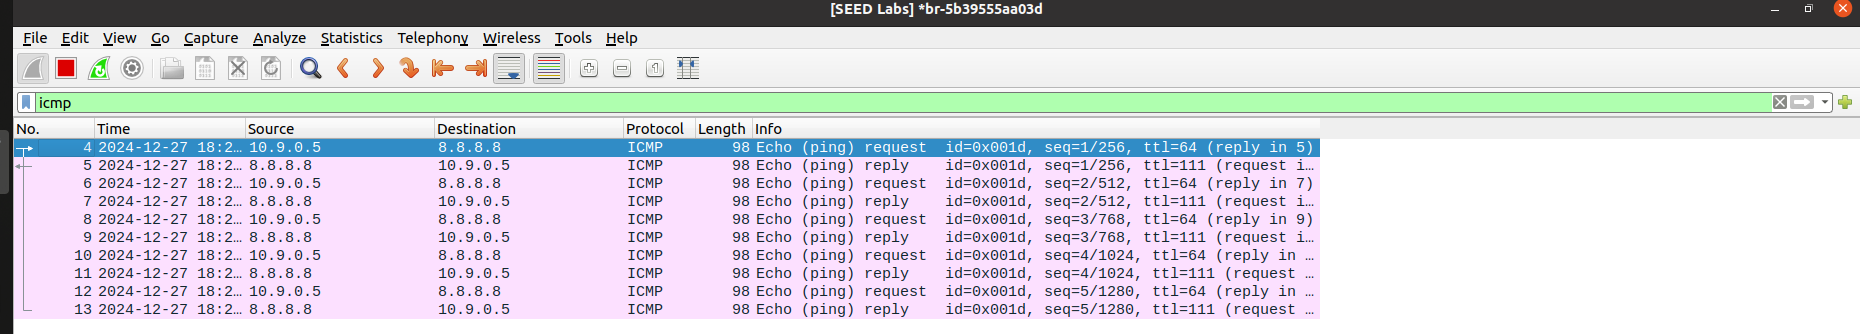 [SEED Labs] *br-5b39555aa03d
File Edit View Go Capture Analyze Statistics Telephony Wireless Tools Help
icmp
No. Time Source Destination Protocol Length Info
4 2024-12-27 18:2… 10.9.0.5 8.8.8.8 ICMP 98 Echo (ping) request id=0x001d, seq=1/256, ttl=64 (reply in 5)
5 2024-12-27 18:2… 8.8.8.8 10.9.0.5 ICMP 98 Echo (ping) reply id=0x001d, seq=1/256, ttl=111 (request i…
6 2024-12-27 18:2… 10.9.0.5 8.8.8.8 ICMP 98 Echo (ping) request id=0x001d, seq=2/512, ttl=64 (reply in 7)
7 2024-12-27 18:2… 8.8.8.8 10.9.0.5 ICMP 98 Echo (ping) reply id=0x001d, seq=2/512, ttl=111 (request i…
8 2024-12-27 18:2… 10.9.0.5 8.8.8.8 ICMP 98 Echo (ping) request id=0x001d, seq=3/768, ttl=64 (reply in 9)
9 2024-12-27 18:2… 8.8.8.8 10.9.0.5 ICMP 98 Echo (ping) reply id=0x001d, seq=3/768, ttl=111 (request i…
10 2024-12-27 18:2… 10.9.0.5 8.8.8.8 ICMP 98 Echo (ping) request id=0x001d, seq=4/1024, ttl=64 (reply in …
11 2024-12-27 18:2… 8.8.8.8 10.9.0.5 ICMP 98 Echo (ping) reply id=0x001d, seq=4/1024, ttl=111 (request …
12 2024-12-27 18:2… 10.9.0.5 8.8.8.8 ICMP 98 Echo (ping) request id=0x001d, seq=5/1280, ttl=64 (reply in …
13 2024-12-27 18:2… 8.8.8.8 10.9.0.5 ICMP 98 Echo (ping) reply id=0x001d, seq=5/1280, ttl=111 (request …